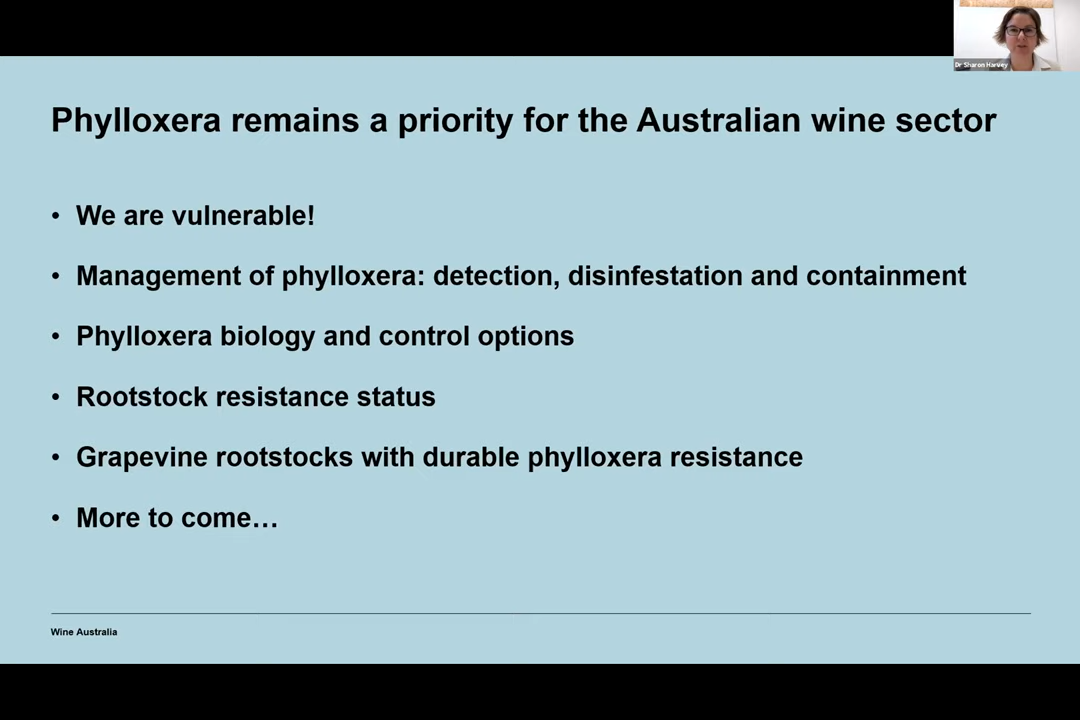 Dr Sharon Harvey
Phylloxera remains a priority for the Australian wine sector
• We are vulnerable!
• Management of phylloxera: detection, disinfestation and containment
• Phylloxera biology and control options
• Rootstock resistance status
• Grapevine rootstocks with durable phylloxera resistance
• More to come…
Wine Australia